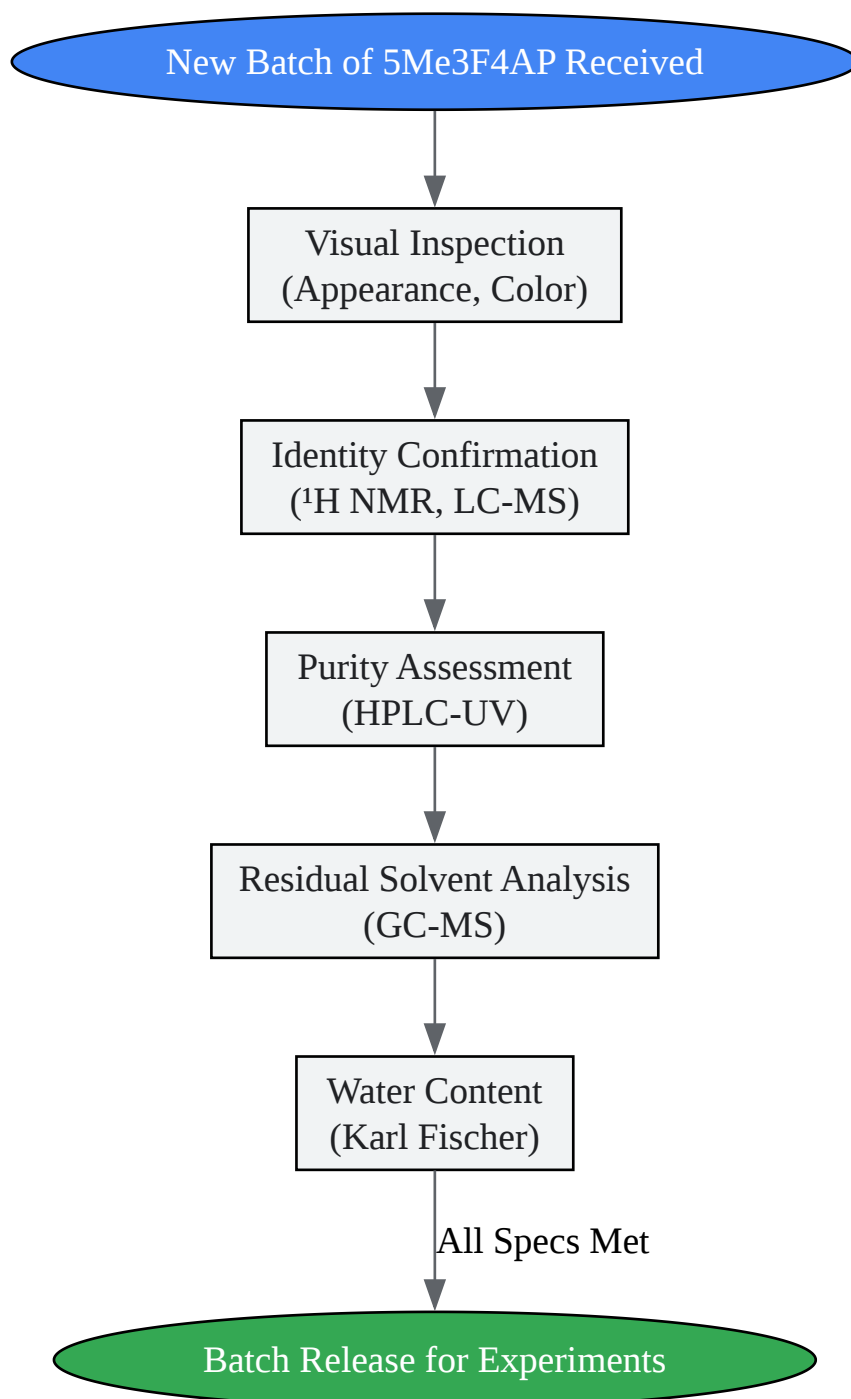 New Batch of 5Me3F4AP Received
Visual Inspection
(Appearance, Color)
Identity Confirmation
(¹H NMR, LC-MS)
Purity Assessment
(HPLC-UV)
Residual Solvent Analysis
(GC-MS)
Water Content
(Karl Fischer)
All Specs Met
Batch Release for Experiments